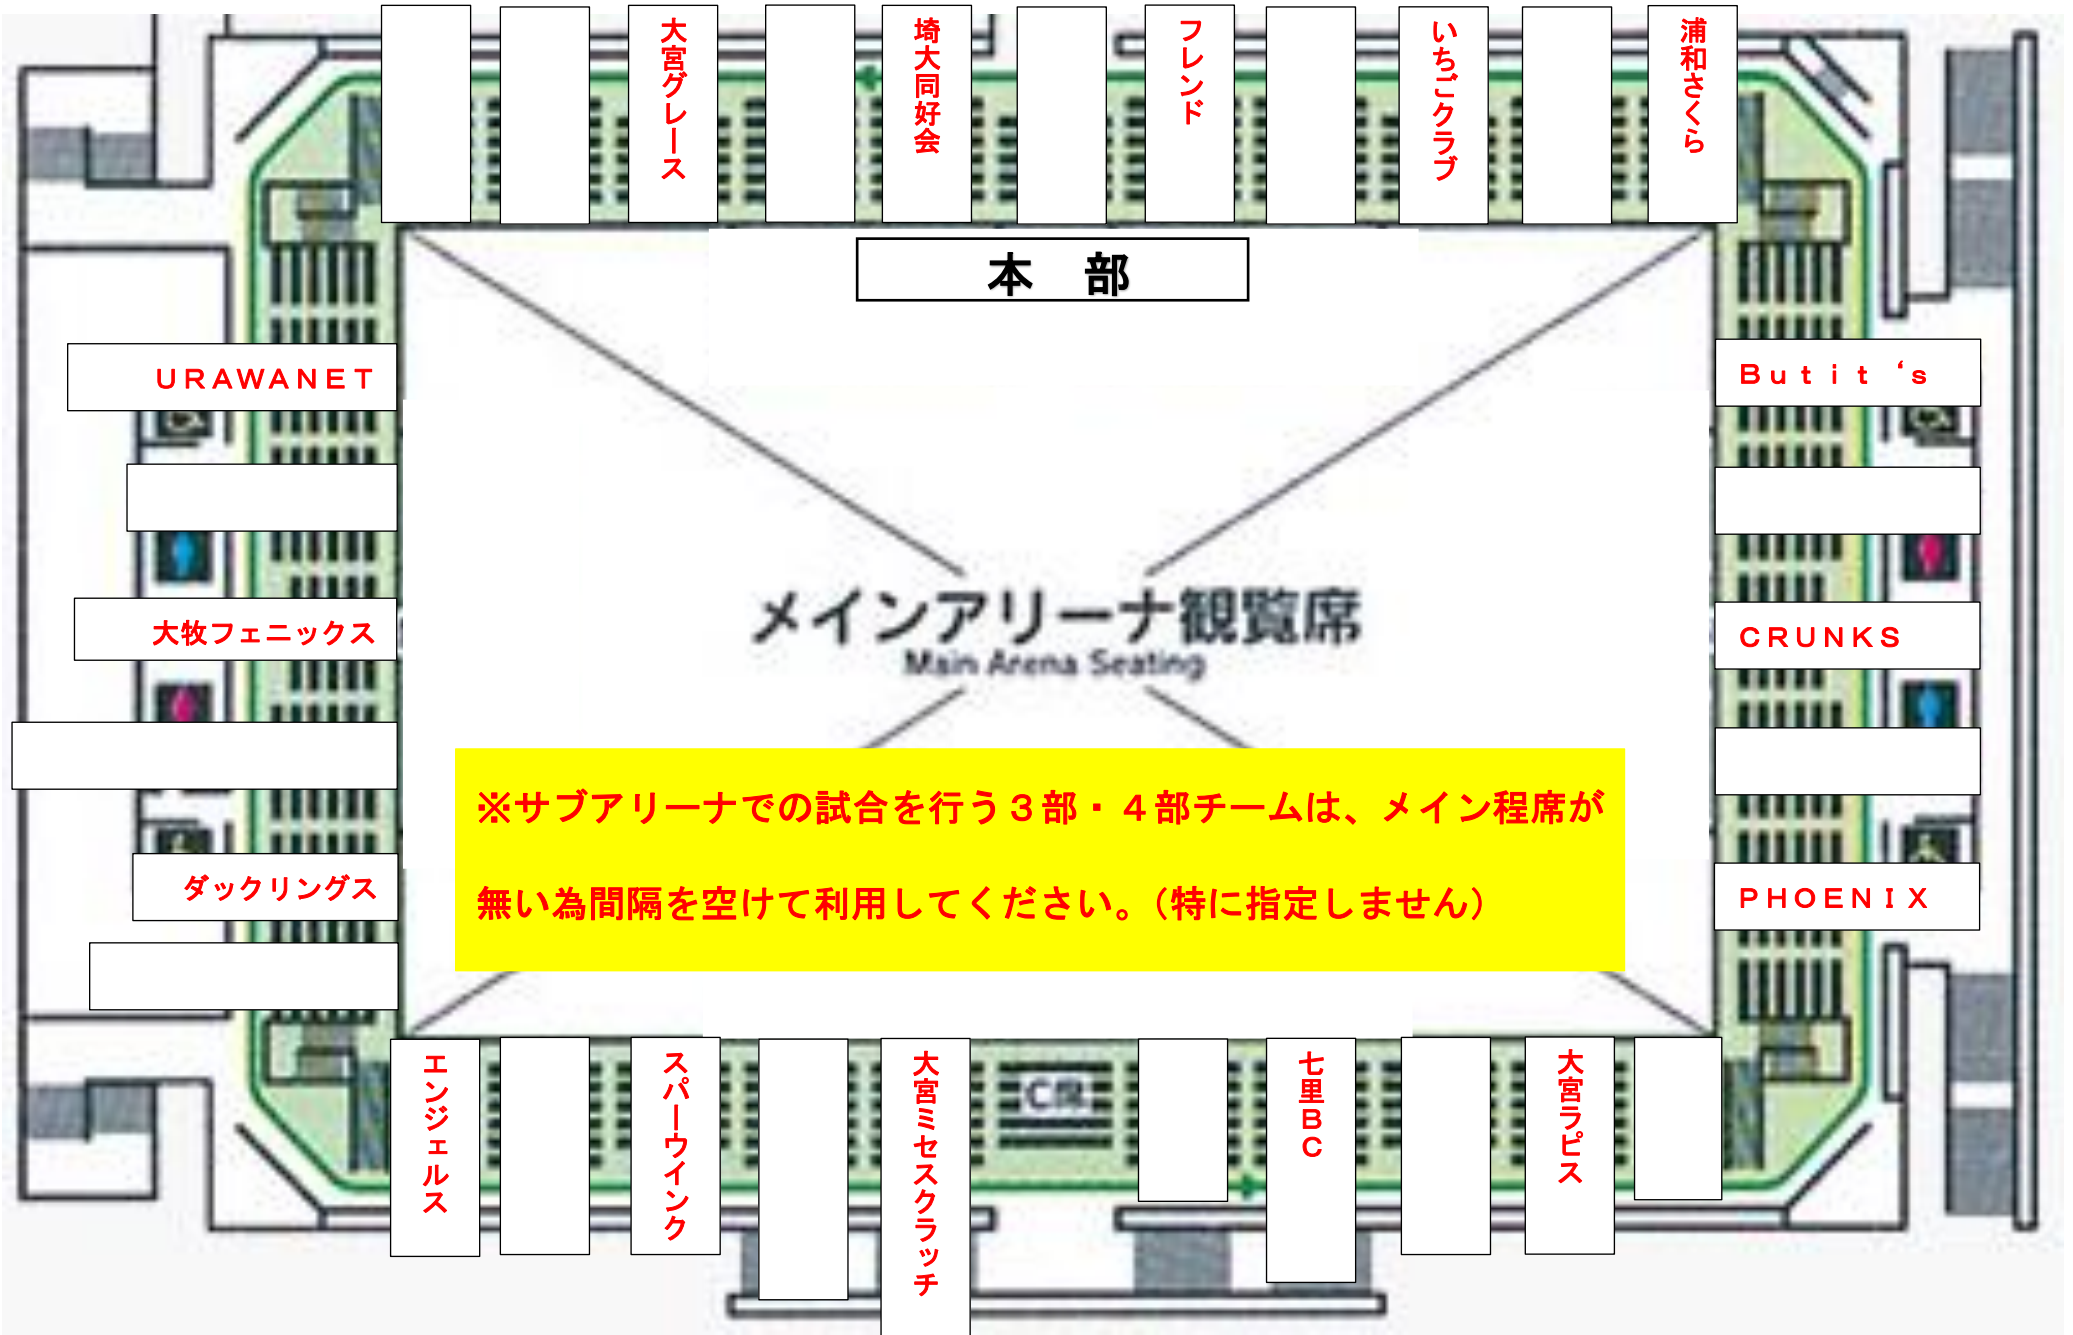 大宮グレース
埼大同好会
フレンド
いちごクラブ
浦和さくら
本 部
URAWANET
Butit‘s
メインアリーナ観覧席
Main Arena Seating
大牧フェニックス
CRUNKS
※サブアリーナでの試合を行う3部・4部チームは、メイン程席が
無い為間隔を空けて利用してください。(特に指定しません)
ダックリングス
PHOENIX
エンジェルス
スパーウインク
大宮ミセスクラッチ
C席
七里BC
大宮ラピス